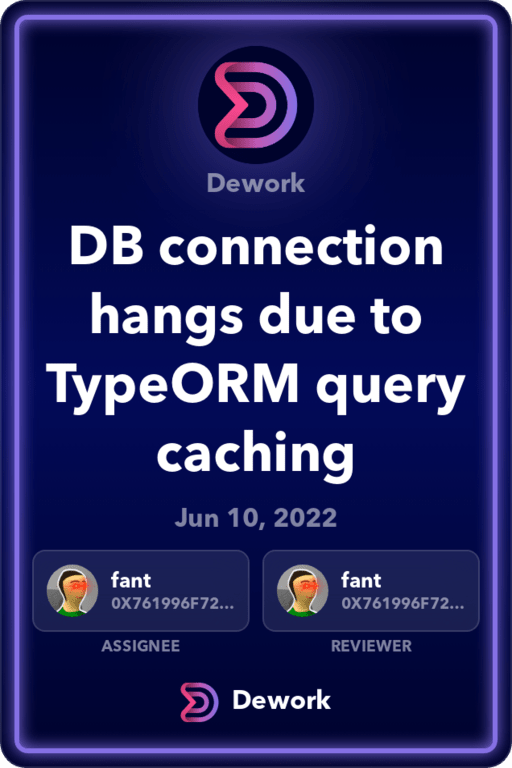 Dework
DB connection
hangs due to
TypeORM query
caching
Jun 10, 2022
fant
0X761996F72...
ASSIGNEE
fant
0X761996F72...
REVIEWER
Dework